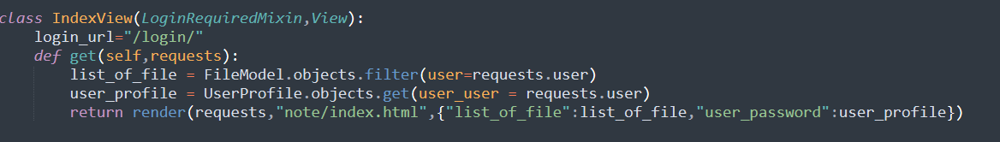 class IndexView(LoginRequiredMixin,View):
    login_url="/login/"
    def get(self,requests):
        list_of_file = FileModel.objects.filter(user=requests.user)
        user_profile = UserProfile.objects.get(user_user = requests.user)
        return render(requests,"note/index.html",{"list_of_file":list_of_file,"user_password":user_profile})